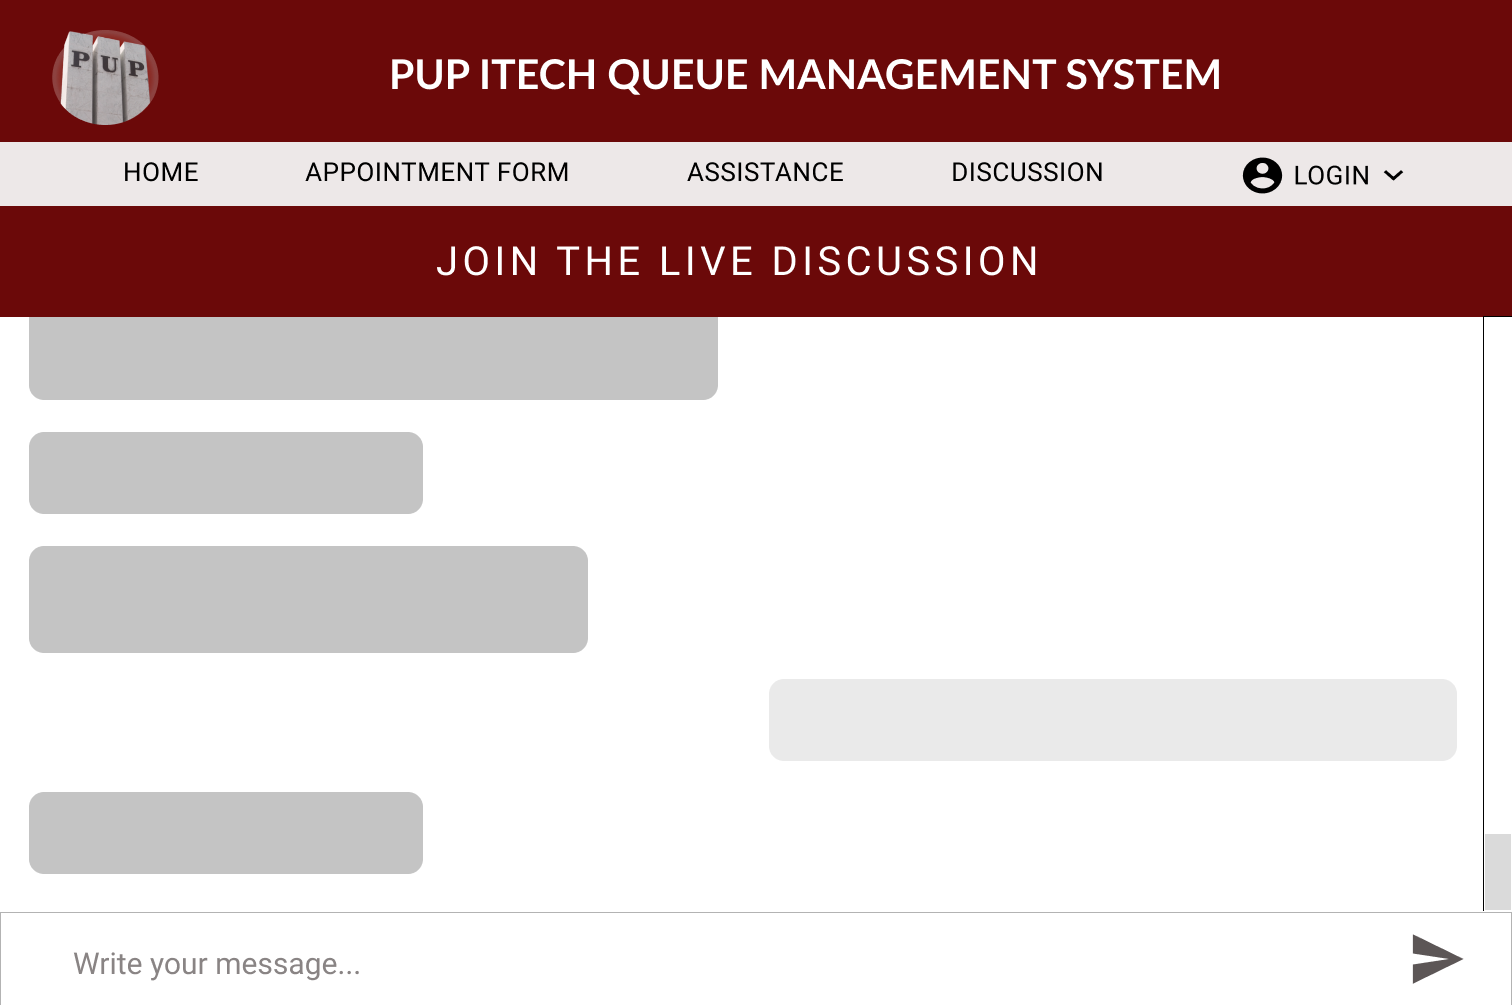 PUP
PUP ITECH QUEUE MANAGEMENT SYSTEM
HOME APPOINTMENT FORM ASSISTANCE DISCUSSION LOGIN
JOIN THE LIVE DISCUSSION
Write your message...